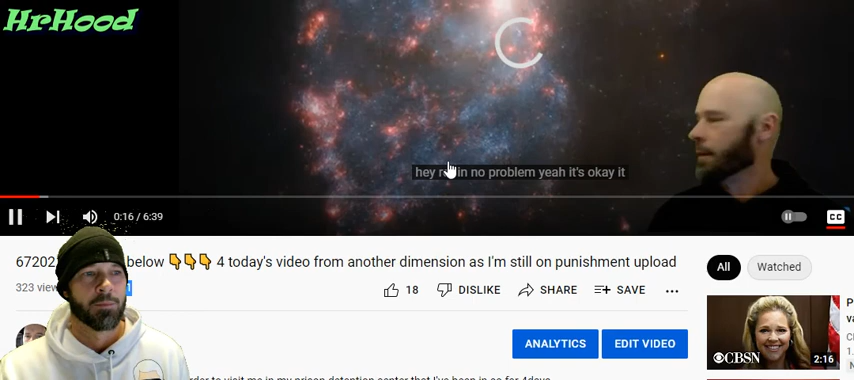 HrHood
hey in no problem yeah it's okay it
0:16 / 6:39
CC
67202 below 👇👇👇 4 today's video from another dimension as I'm still on punishment upload
323
18 DISLIKE SHARE SAVE
All Watched
ANALYTICS EDIT VIDEO
CBSN
2:16
rder to visit me in my prison detention center that I've been in so for 4days